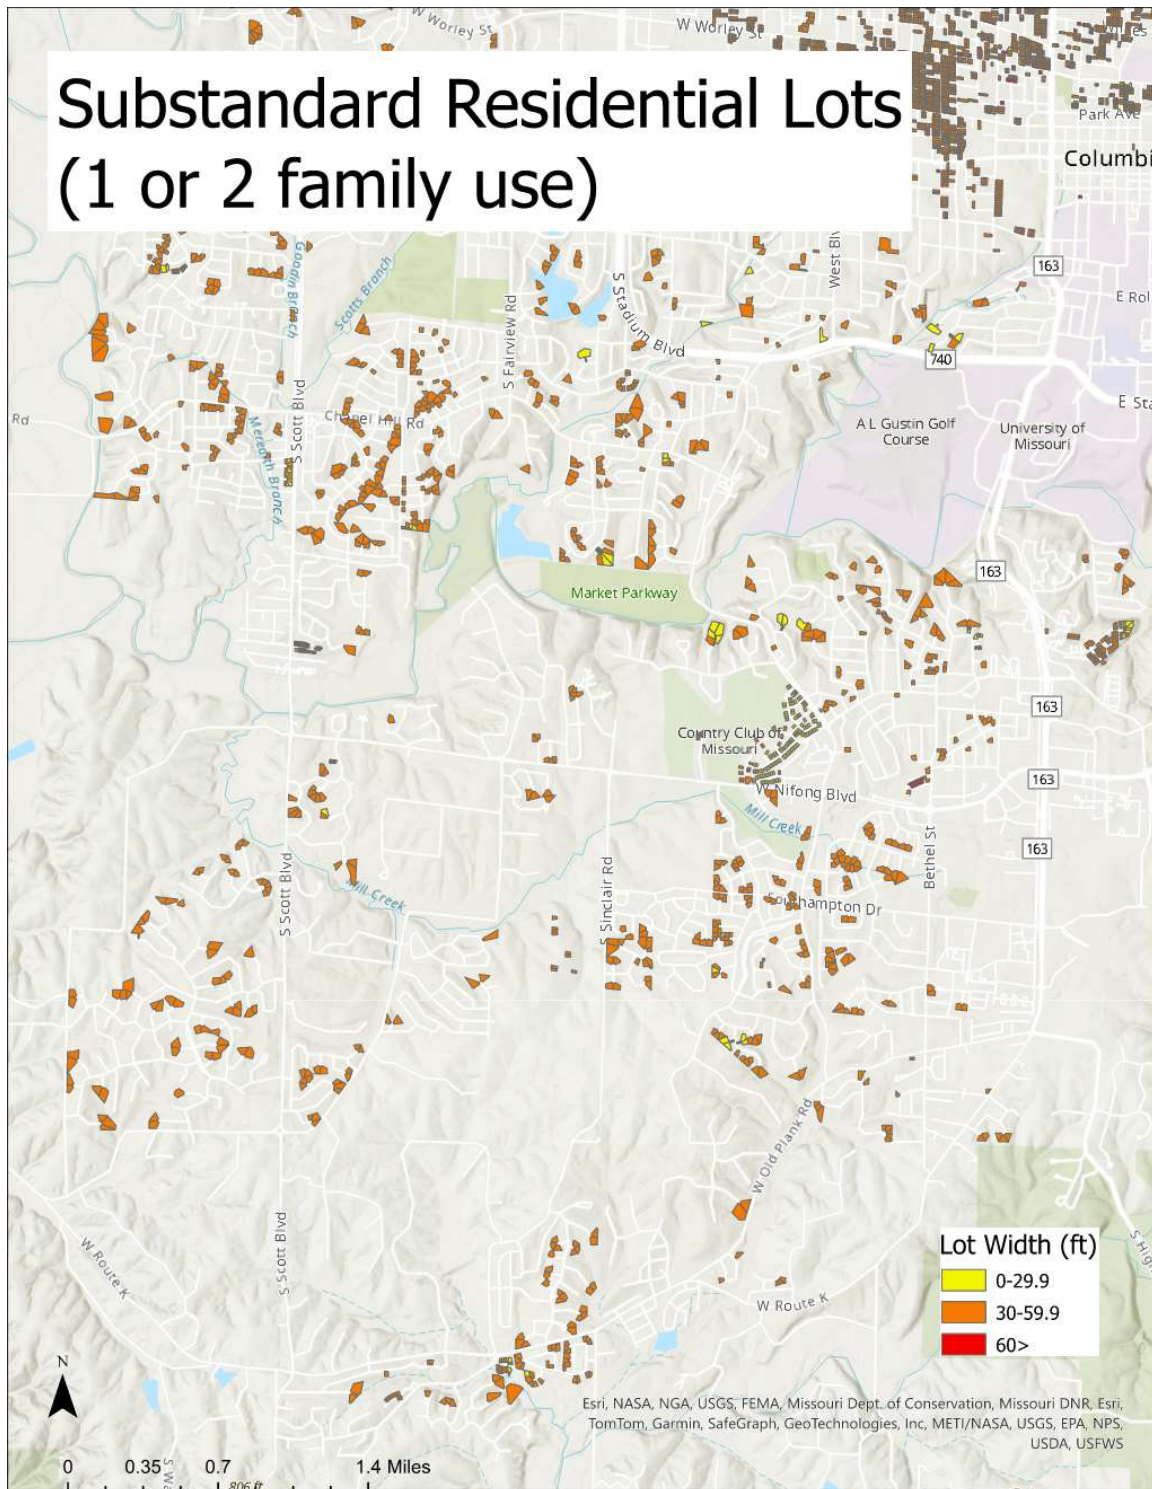 W Worley St
W Worley St
Substandard Residential Lots
(1 or 2 family use)
Park Ave
Columbi
163
E Rol
Goodin Branch
Scotts Branch
S Fairview Rd
S Stadium Blvd
740
E Sta
Rd
S Scott Blvd
Chapel Hill Rd
Meredith Branch
A L Gustin Golf
Course
University of
Missouri
163
Market Parkway
163
Country Club of
Missouri
163
W Nifong Blvd
Mill Creek
163
Bethel St
S Scott Blvd
Mill Creek
S Sinclair Rd
Southampton Dr
W Old Plank Rd
S Scott Blvd
W Route K
W Route K
Lot Width (ft)
0-29.9
30-59.9
60>
N
Esri, NASA, NGA, USGS, FEMA, Missouri Dept. of Conservation, Missouri DNR, Esri,
TomTom, Garmin, SafeGraph, GeoTechnologies, Inc, METI/NASA, USGS, EPA, NPS,
USDA, USFWS
0 0.35 0.7 1.4 Miles
806 ft